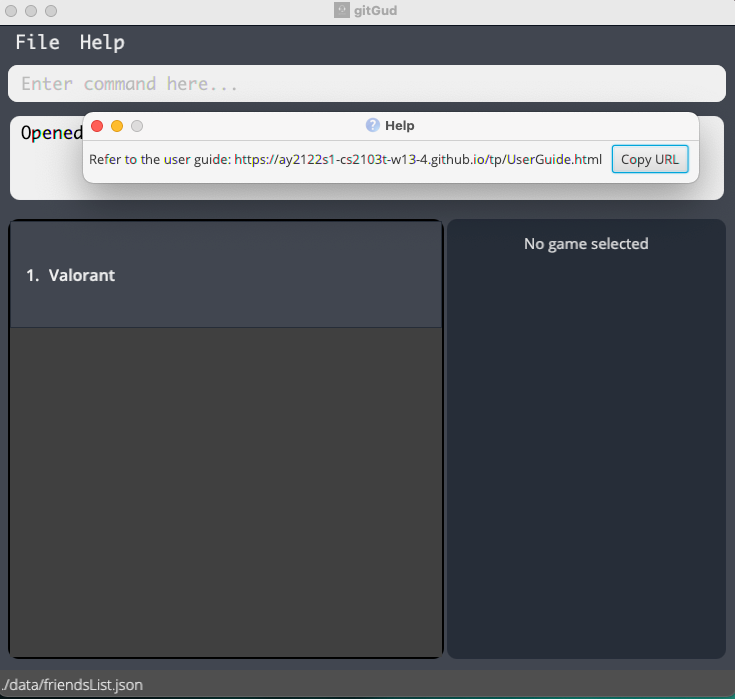 gitGud
File Help
Enter command here...
Opened
Help
Refer to the user guide: https://ay2122s1-cs2103t-w13-4.github.io/tp/UserGuide.html Copy URL
1. Valorant
No game selected
./data/friendsList.json